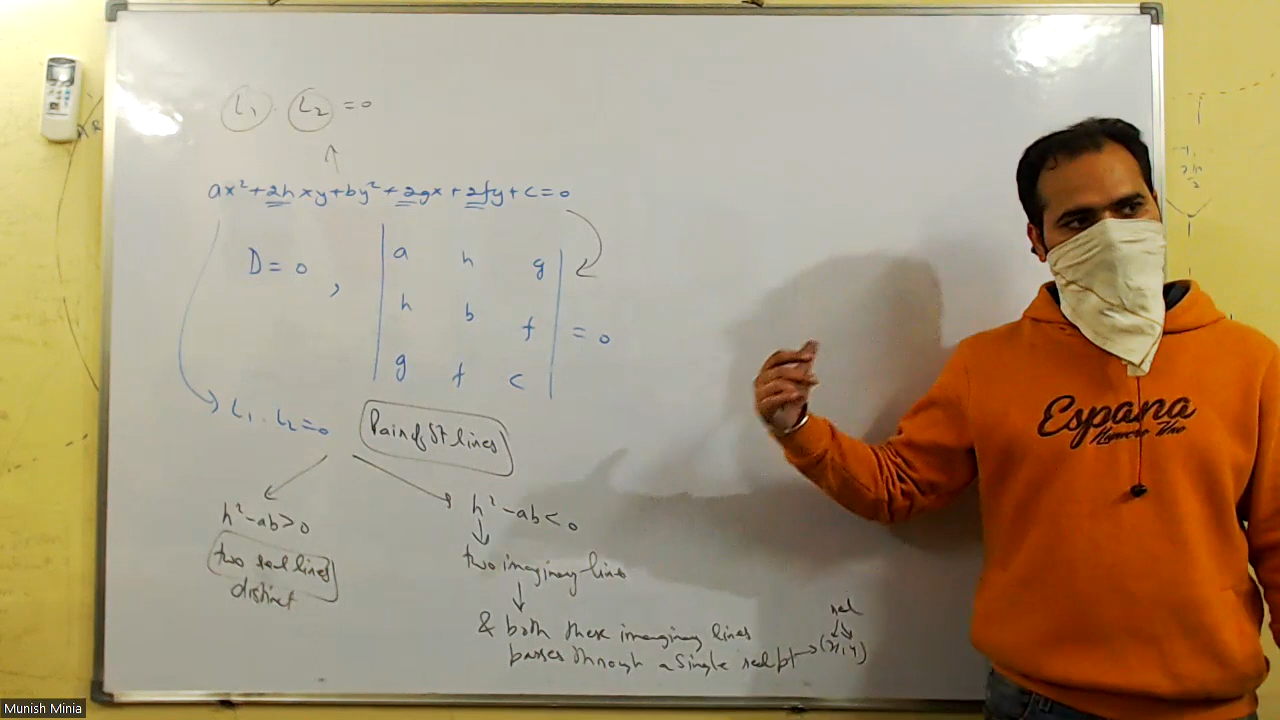 L₁ · L₂ = 0
ax² + 2hxy + by² + 2gx + 2fy + c = 0
D = 0 ,
a h g
h b f
g f c
= 0
L₁ · L₂ = 0
Pair of St lines
h² - ab > 0
two real lines
distinct
h² - ab < 0
two imaginary lines
& both these imaginary lines
passes through a single real pt → (x, y)
real
Espana
Numero Uno
Munish Minia